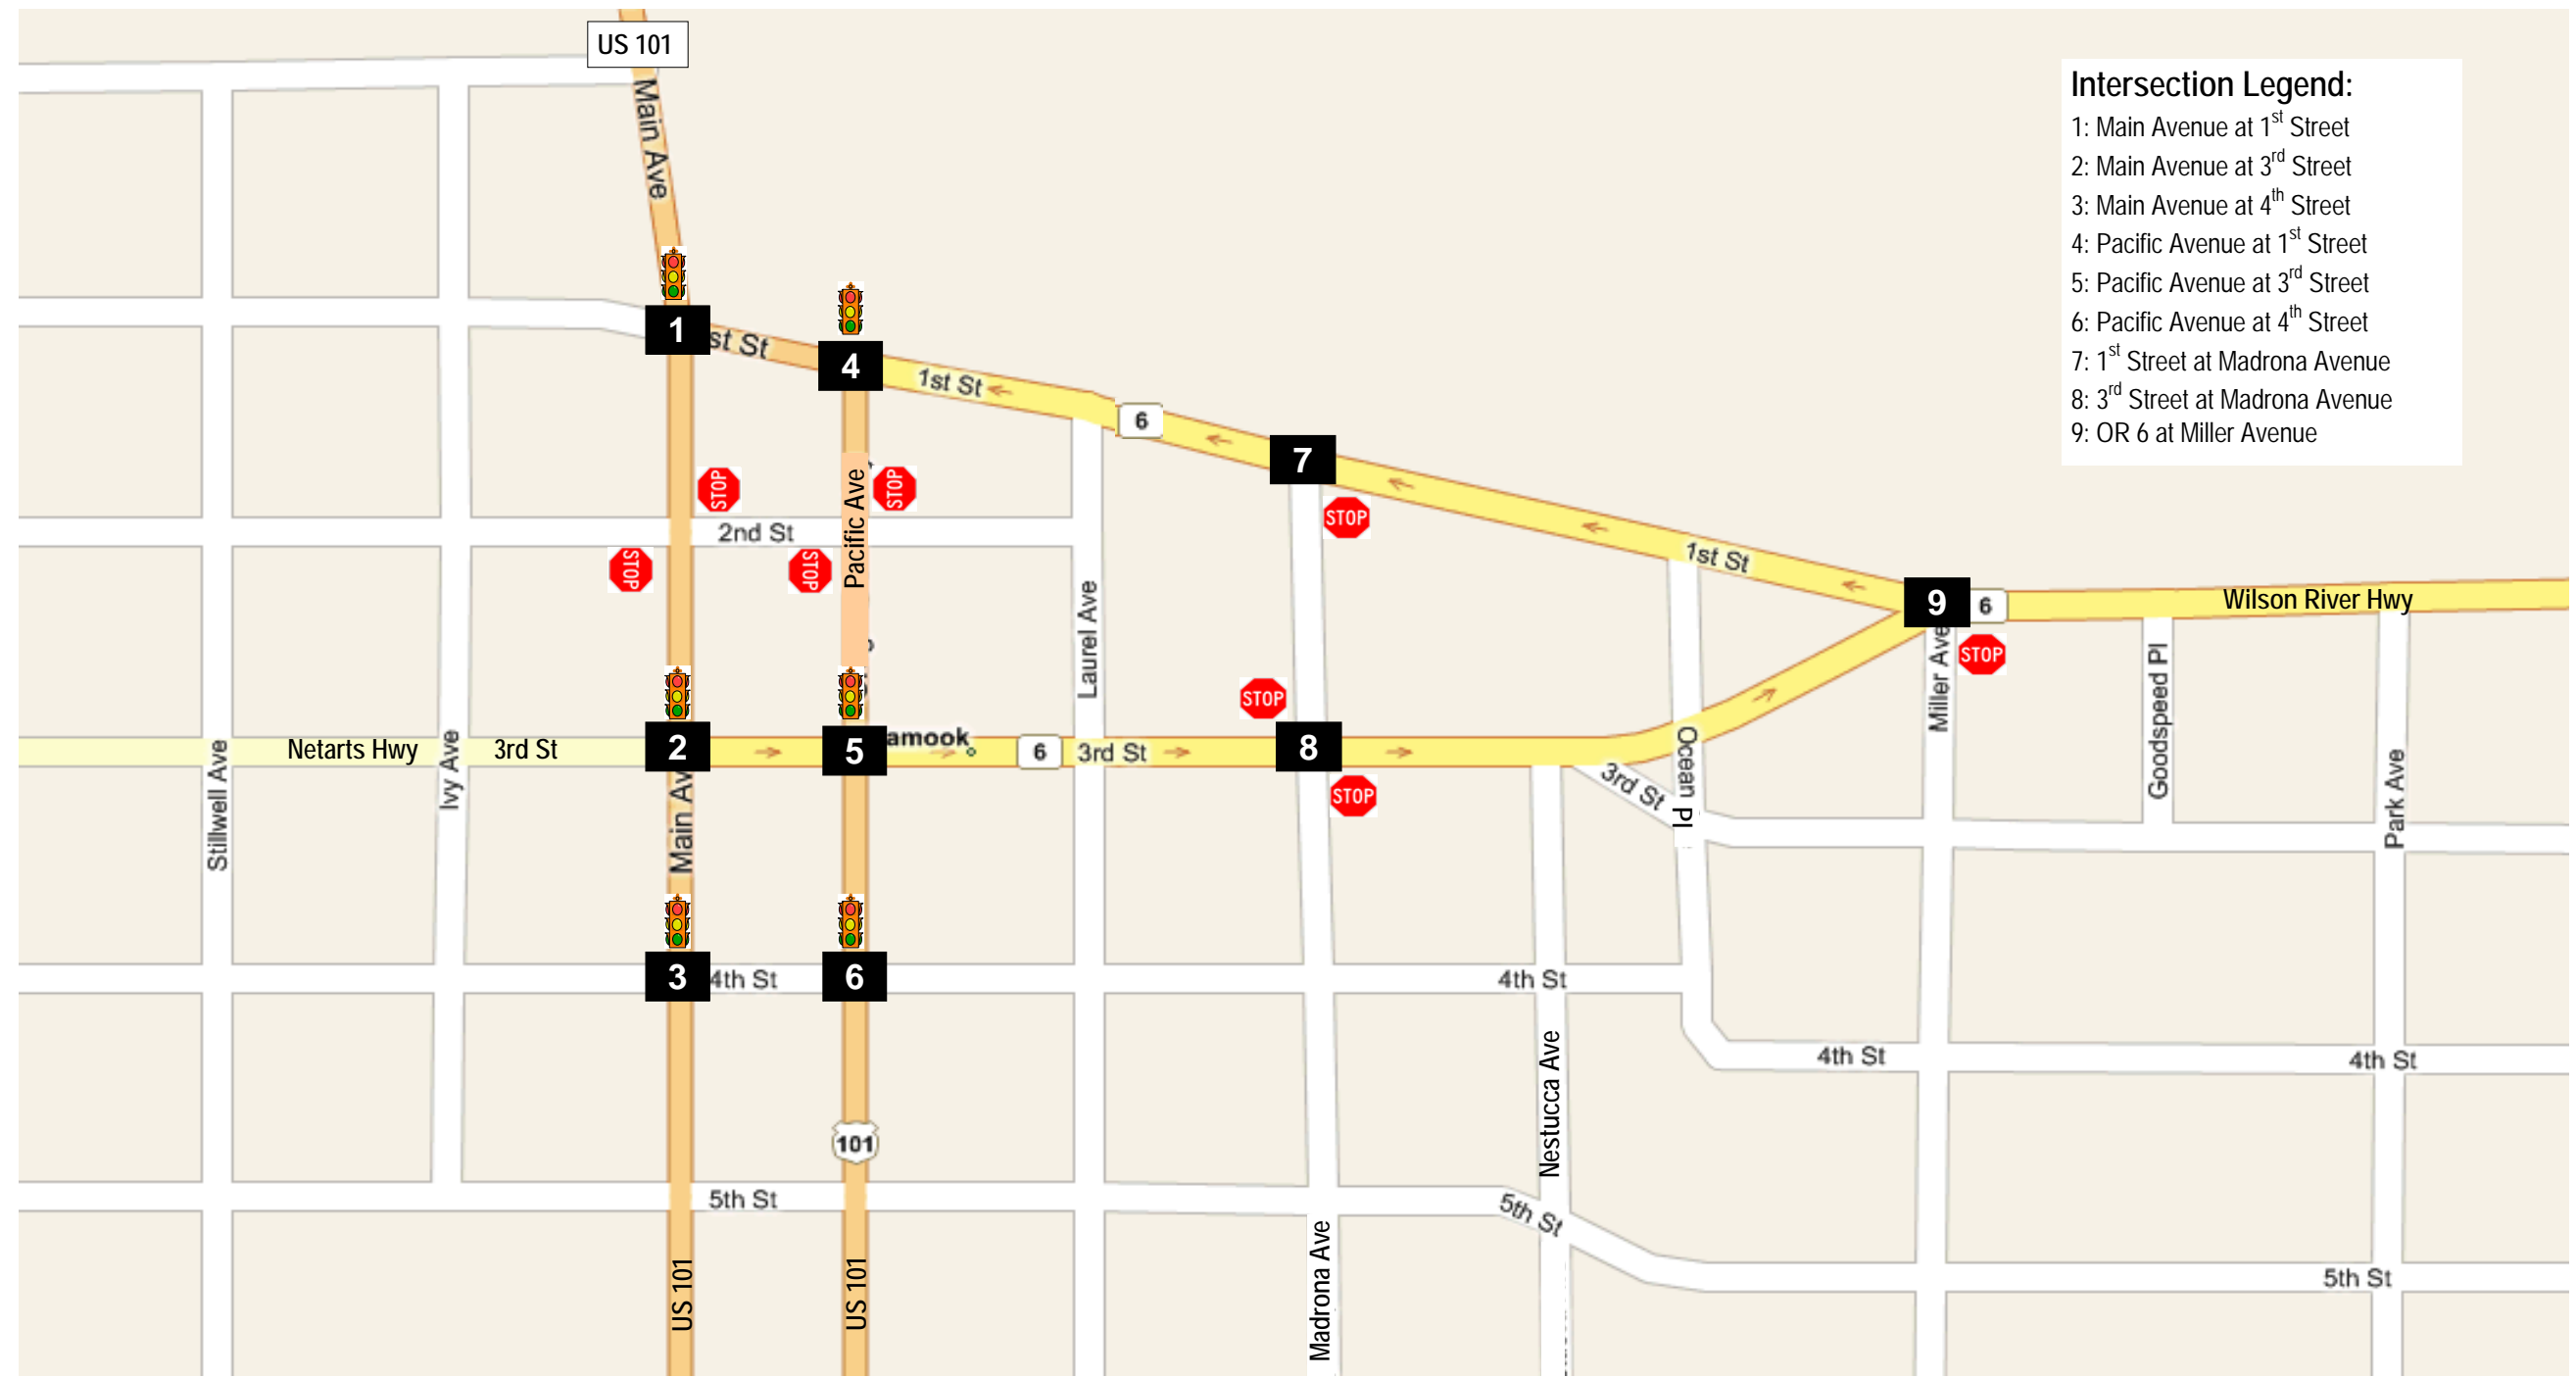 US 101
Main Ave
Intersection Legend:
1: Main Avenue at 1st Street
2: Main Avenue at 3rd Street
3: Main Avenue at 4th Street
4: Pacific Avenue at 1st Street
5: Pacific Avenue at 3rd Street
6: Pacific Avenue at 4th Street
7: 1st Street at Madrona Avenue
8: 3rd Street at Madrona Avenue
9: OR 6 at Miller Avenue
1
st St
4
1st St
6
7
STOP
STOP
STOP
2nd St
Pacific Ave
STOP
STOP
1st St
9
6
Wilson River Hwy
STOP
Laurel Ave
Miller Ave
Goodspeed Pl
STOP
Netarts Hwy
3rd St
2
5
amook
6
3rd St
8
Stillwell Ave
Ivy Ave
Main Av
STOP
3rd St
Ocean Pl
Park Ave
3
4th St
6
4th St
4th St
4th St
Nestucca Ave
101
5th St
5th St
5th St
US 101
US 101
Madrona Ave